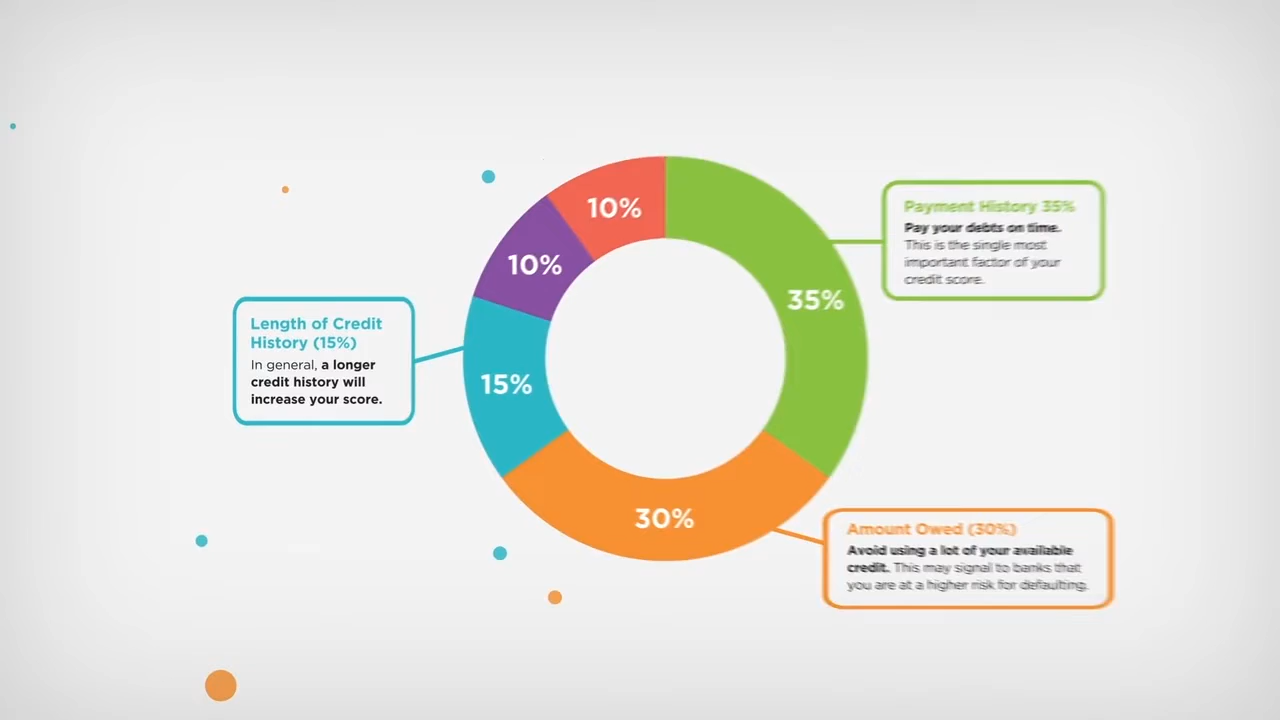 10%
10%
35%
15%
30%
Payment History 35%
Pay your debts on time.
This is the single most
important factor of your
credit score.
Length of Credit
History (15%)
In general, a longer
credit history will
increase your score.
Amount Owed (30%)
Avoid using a lot of your available
credit. This may signal to banks that
you are at a higher risk for defaulting.